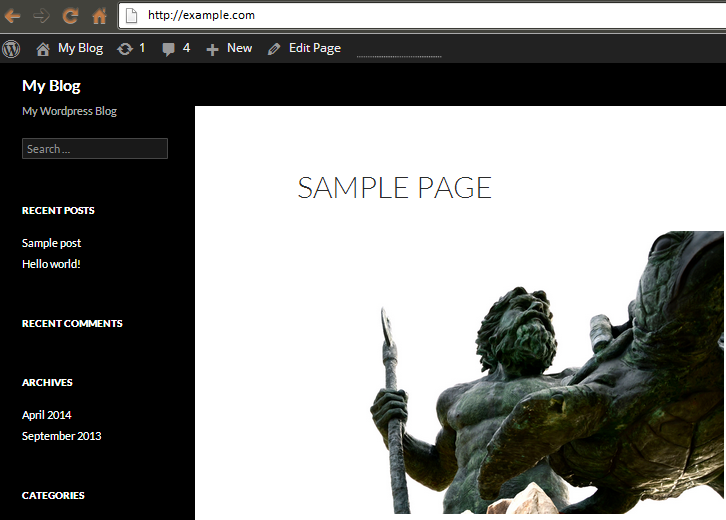 http://example.com
My Blog 1 4 New Edit Page
My Blog
My Wordpress Blog
Search ...
RECENT POSTS
Sample post
Hello world!
RECENT COMMENTS
ARCHIVES
April 2014
September 2013
CATEGORIES
SAMPLE PAGE